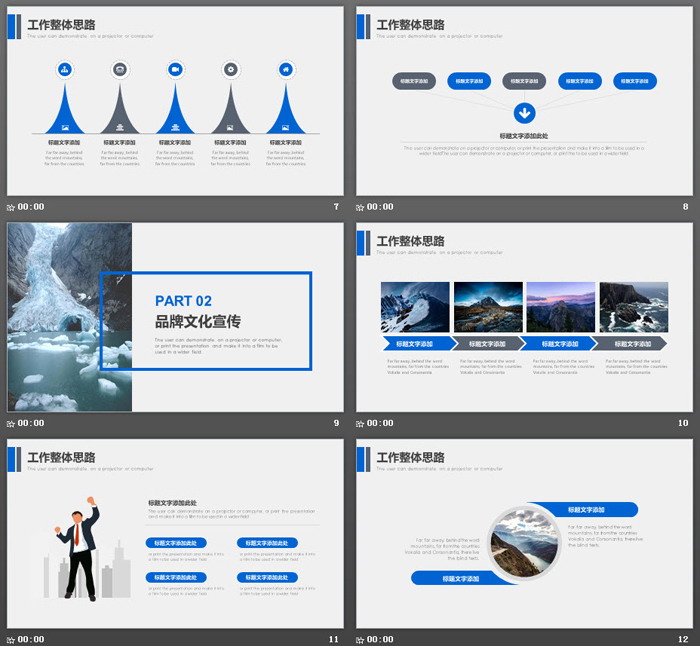 工作整体思路
The user can demonstrate on a projector or computer
标题文字添加 标题文字添加 标题文字添加 标题文字添加 标题文字添加
Far far away, behind Far far away, behind Far far away, behind Far far away, behind Far far away, behind
the word mountains, the word mountains, the word mountains, the word mountains, the word mountains,
far from the countries far from the countries far from the countries far from the countries far from the countries
00:00 7
工作整体思路
The user can demonstrate on a projector or computer
标题文字添加 标题文字添加 标题文字添加 标题文字添加 标题文字添加
标题文字添加此处
The user can demonstrate on a projector or computer or print the presentation and make it into a film to be used in a
wider field
00:00 8
PART 02
品牌文化宣传
The user can demonstrate on a projector or computer,
or print the presentation and make it into a film to be
used in a wider field
00:00 9
工作整体思路
The user can demonstrate on a projector or computer
标题文字添加 标题文字添加 标题文字添加 标题文字添加
Far far away, behind the word Far far away, behind the word Far far away, behind the word Far far away, behind the word
mountains, far from the countries mountains, far from the countries mountains, far from the countries mountains, far from the countries
Vokalia and Consonantia Vokalia and Consonantia Vokalia and Consonantia Vokalia and Consonantia
00:00 10
工作整体思路
The user can demonstrate on a projector or computer
标题文字添加此处
The user can demonstrate on a projector or computer, or print the presentation
and make it into a film to be used in a wider field
标题文字添加此处 标题文字添加此处
or print the presentation and make it into or print the presentation and make it into
a film to be used in a wider field a film to be used in a wider field
标题文字添加此处 标题文字添加此处
or print the presentation and make it into or print the presentation and make it into
a film to be used in a wider field a film to be used in a wider field
00:00 11
工作整体思路
The user can demonstrate on a projector or computer
标题文字添加
Far far away, behind the word
mountains, far from the countries
Vokalia and Consonantia, there live
the blind texts.
Far far away, behind the word
mountains, far from the countries
Vokalia and Consonantia, there live
the blind texts.
标题文字添加
00:00 12